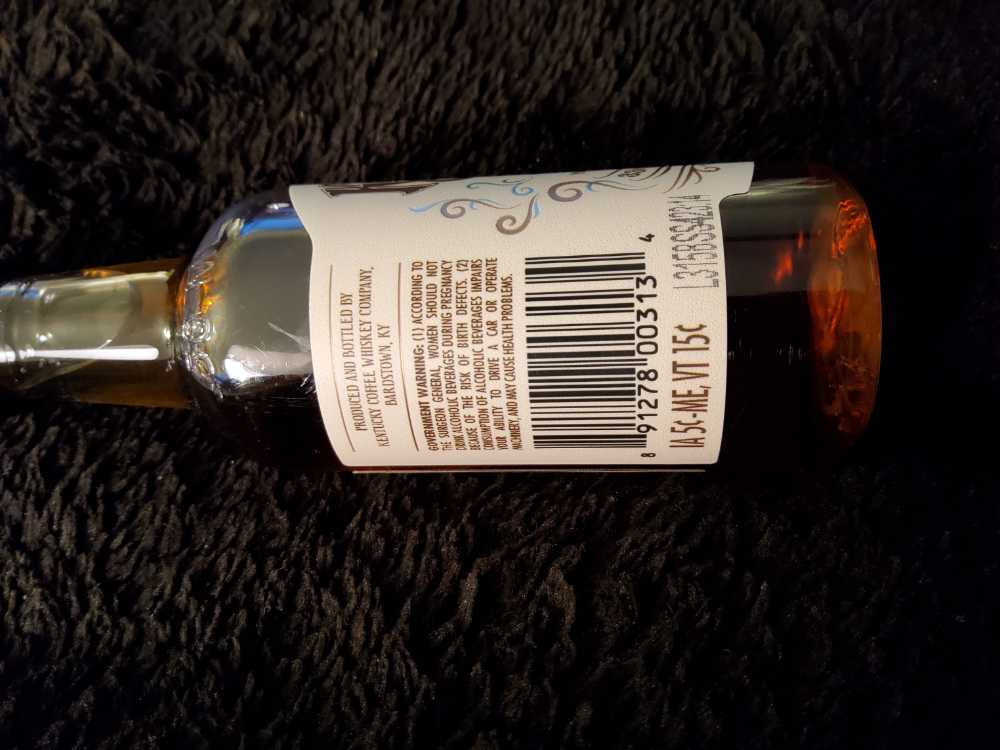 PRODUCED AND BOTTLED BY
KENTUCKY COFFEE WHISKEY COMPANY,
BARDSTOWN, KY
GOVERNMENT WARNING: (1) ACCORDING TO
THE SURGEON GENERAL, WOMEN SHOULD NOT
DRINK ALCOHOLIC BEVERAGES DURING PREGNANCY
BECAUSE OF THE RISK OF BIRTH DEFECTS. (2)
CONSUMPTION OF ALCOHOLIC BEVERAGES IMPAIRS
YOUR ABILITY TO DRIVE A CAR OR OPERATE
MACHINERY, AND MAY CAUSE HEALTH PROBLEMS.
8 91278 00313 4
IA 5¢-ME, VT 15¢